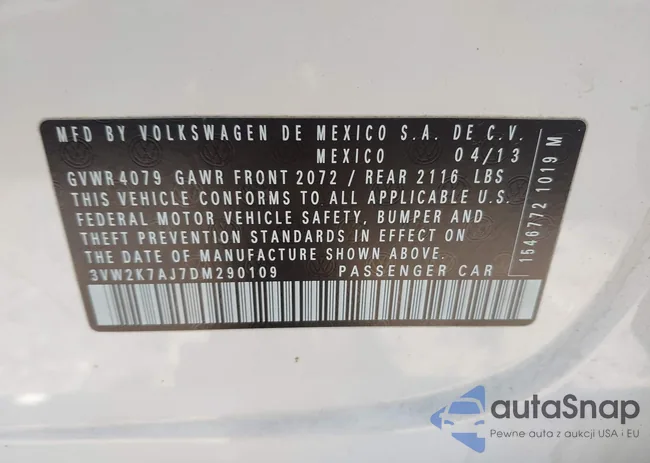 MFD BY VOLKSWAGEN DE MEXICO S.A. DE C.V.
MEXICO 04/13
GVWR4079 GAWR FRONT 2072 / REAR 2116 LBS
THIS VEHICLE CONFORMS TO ALL APPLICABLE U.S.
FEDERAL MOTOR VEHICLE SAFETY, BUMPER AND
THEFT PREVENTION STANDARDS IN EFFECT ON
THE DATE OF MANUFACTURE SHOWN ABOVE.
3VW2K7AJ7DM290109 PASSENGER CAR
1546772 1019 M
autaSnap
Pewne auta z aukcji USA i EU